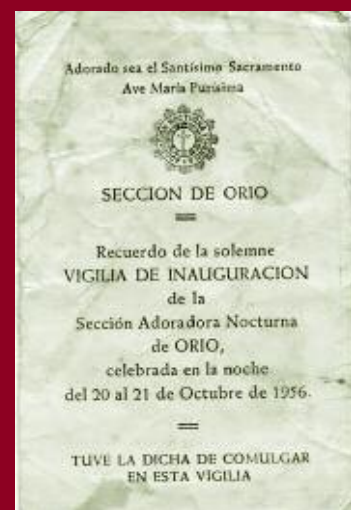 Adorado sea el Santísimo Sacramento
Ave María Purísima
SECCION DE ORIO
Recuerdo de la solemne
VIGILIA DE INAUGURACION
de la
Sección Adoradora Nocturna
de ORIO,
celebrada en la noche
del 20 al 21 de Octubre de 1956.
TUVE LA DICHA DE COMULGAR
EN ESTA VIGILIA